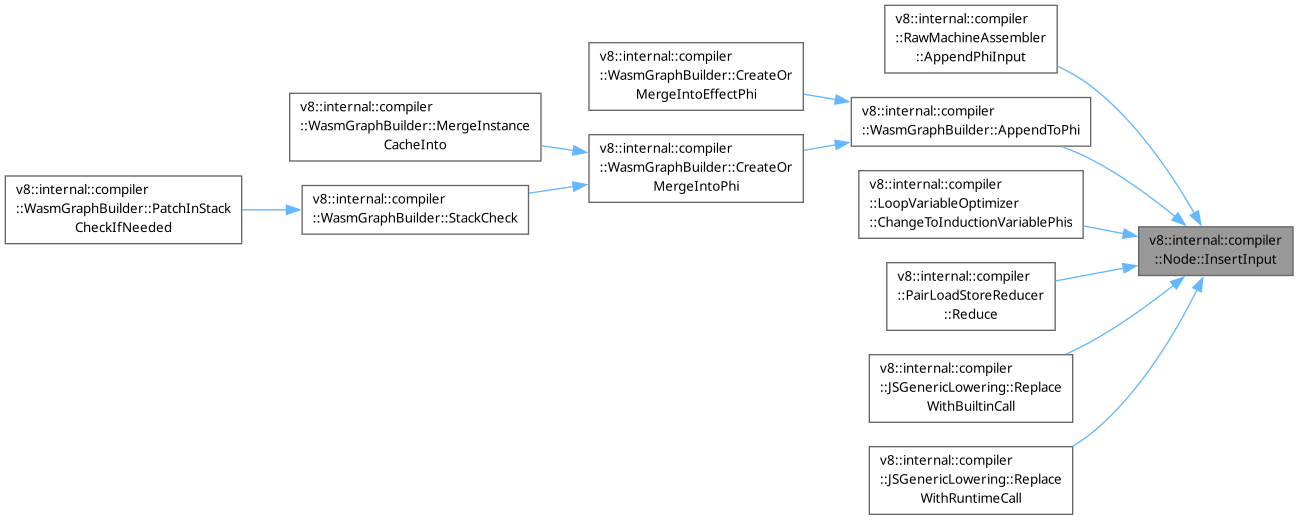 v8::internal::compiler
::RawMachineAssembler
::AppendPhiInput
v8::internal::compiler
::WasmGraphBuilder::CreateOr
MergeIntoEffectPhi
v8::internal::compiler
::WasmGraphBuilder::MergeInstance
CacheInto
v8::internal::compiler
::WasmGraphBuilder::AppendToPhi
v8::internal::compiler
::WasmGraphBuilder::CreateOr
MergeIntoPhi
v8::internal::compiler
::WasmGraphBuilder::PatchInStack
CheckIfNeeded
v8::internal::compiler
::WasmGraphBuilder::StackCheck
v8::internal::compiler
::LoopVariableOptimizer
::ChangeToInductionVariablePhis
v8::internal::compiler
::Node::InsertInput
v8::internal::compiler
::PairLoadStoreReducer
::Reduce
v8::internal::compiler
::JSGenericLowering::Replace
WithBuiltinCall
v8::internal::compiler
::JSGenericLowering::Replace
WithRuntimeCall